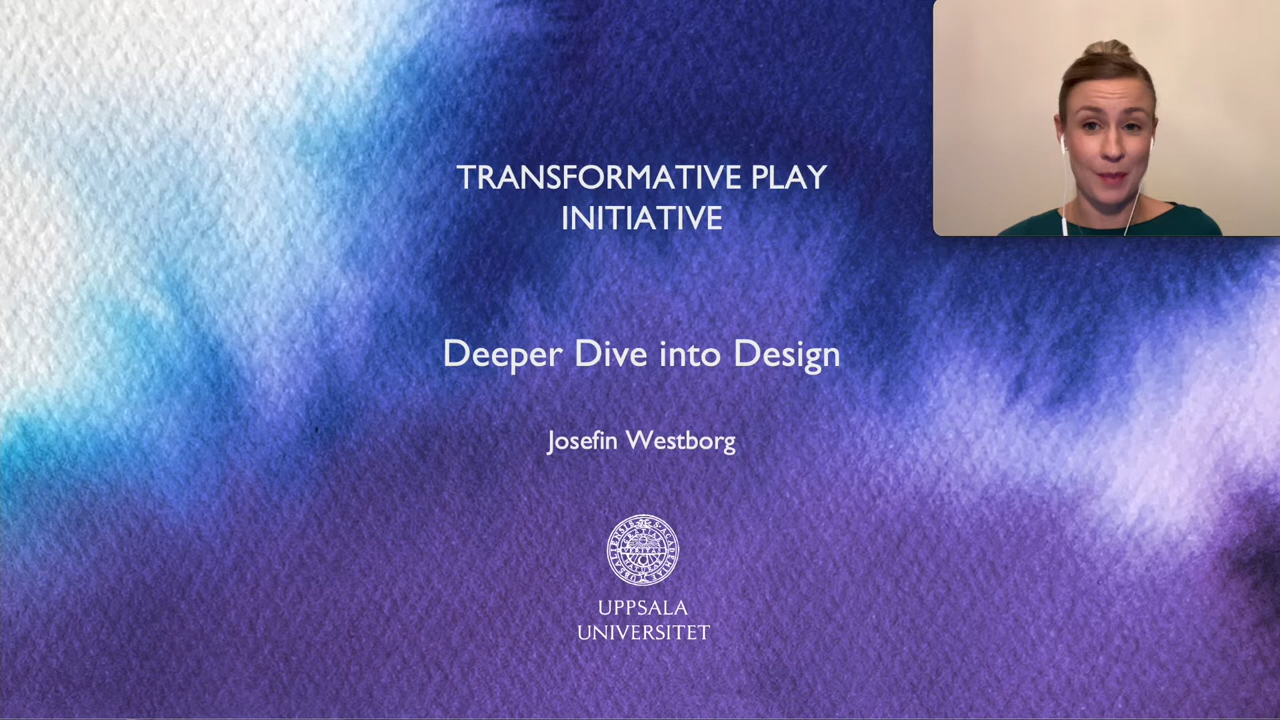 TRANSFORMATIVE PLAY
INITIATIVE
Deeper Dive into Design
Josefin Westborg
UPPSALA
UNIVERSITET